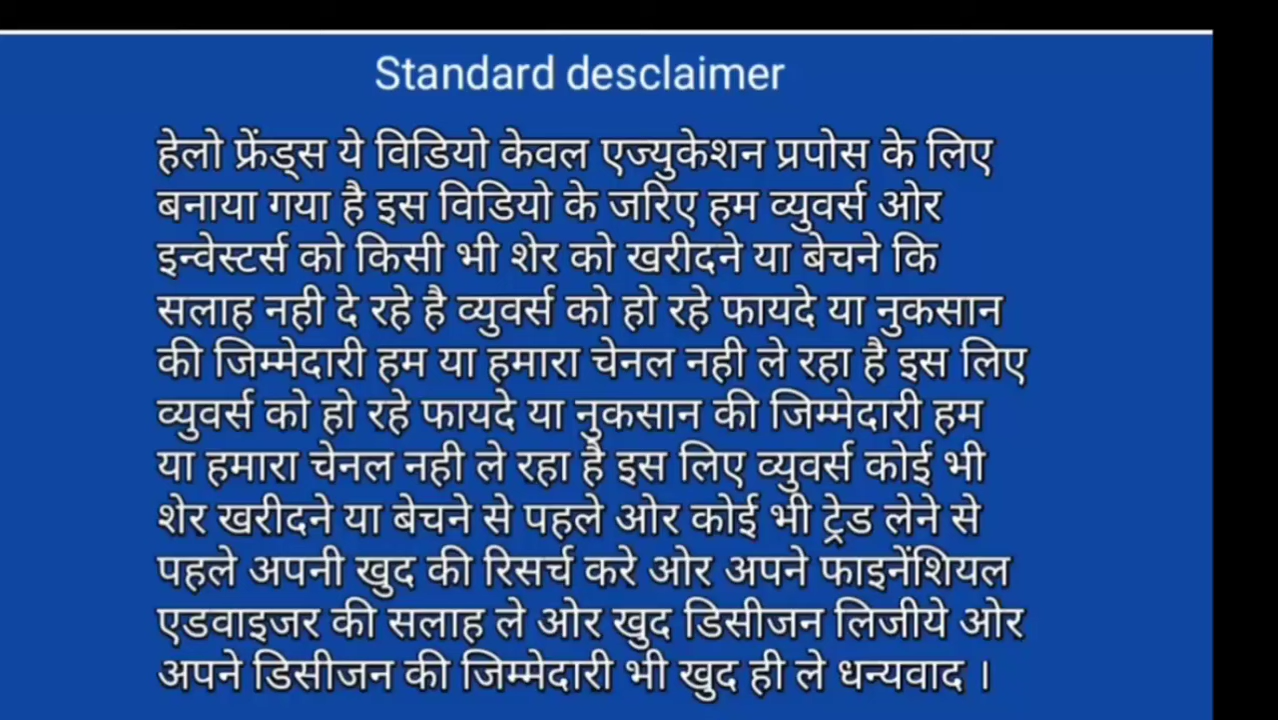 Standard desclaimer
हेलो फ्रेंड्स ये विडियो केवल एज्युकेशन प्रपोस के लिए
बनाया गया है इस विडियो के जरिए हम व्युवर्स ओर
इन्वेस्टर्स को किसी भी शेर को खरीदने या बेचने कि
सलाह नही दे रहे है व्युवर्स को हो रहे फायदे या नुकसान
की जिम्मेदारी हम या हमारा चेनल नही ले रहा है इस लिए
व्युवर्स को हो रहे फायदे या नुकसान की जिम्मेदारी हम
या हमारा चेनल नही ले रहा है इस लिए व्युवर्स कोई भी
शेर खरीदने या बेचने से पहले ओर कोई भी ट्रेड लेने से
पहले अपनी खुद की रिसर्च करे ओर अपने फाइनेंशियल
एडवाइजर की सलाह ले ओर खुद डिसीजन लिजीये ओर
अपने डिसीजन की जिम्मेदारी भी खुद ही ले धन्यवाद ।